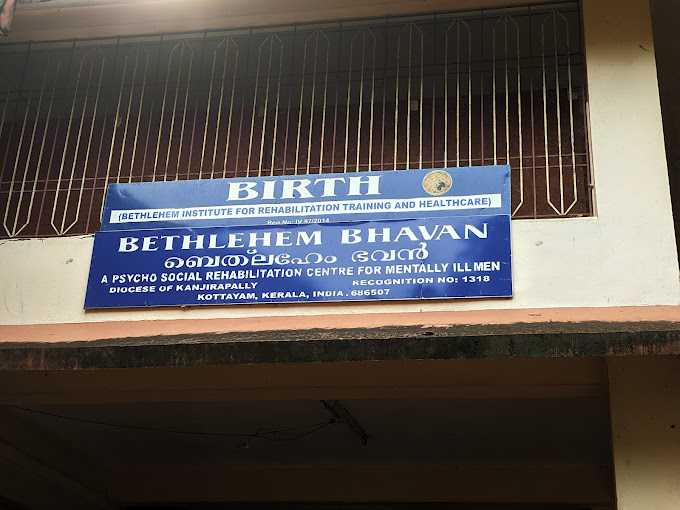 BIRTH
(BETHLEHEM INSTITUTE FOR REHABILITATION TRAINING AND HEALTHCARE)
Reg No: IV 97/2014
BETHLEHEM BHAVAN
ബെത്‌ലഹേം ഭവൻ
A PSYCHO SOCIAL REHABILITATION CENTRE FOR MENTALLY ILL MEN
DIOCESE OF KANJIRAPALLY RECOGNITION NO: 1318
KOTTAYAM, KERALA, INDIA. 686507